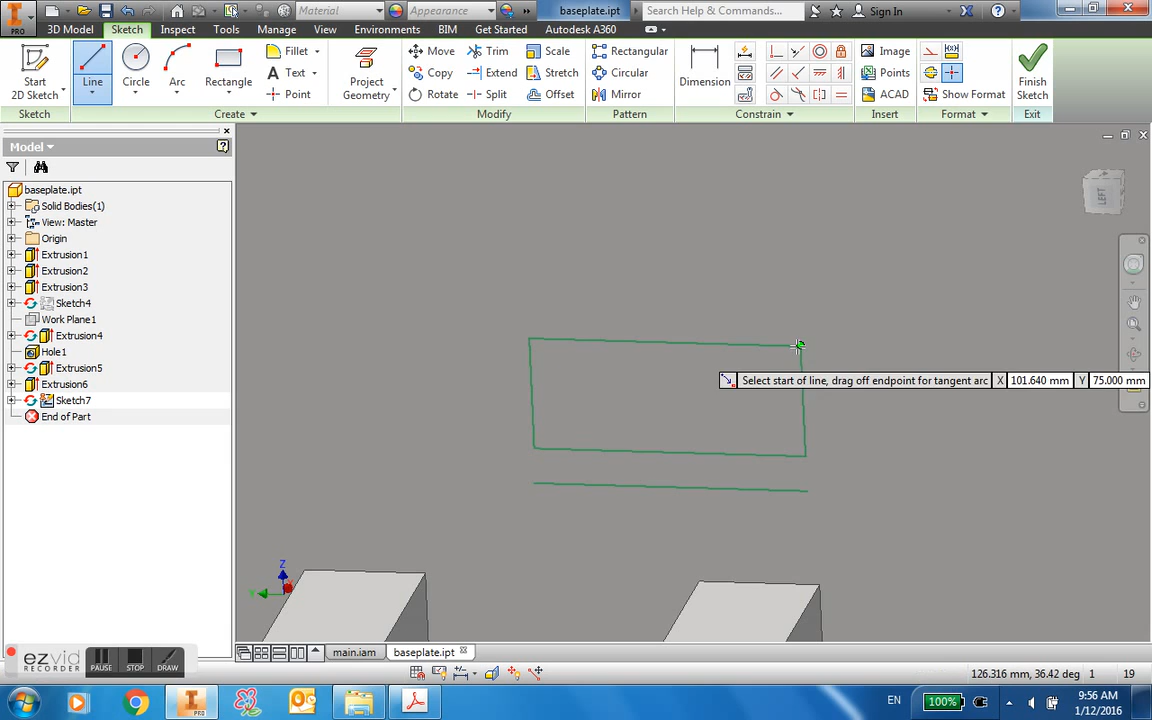 Material
Appearance
baseplate.ipt
Search Help & Commands...
Sign In
PRO
3D Model
Sketch
Inspect
Tools
Manage
View
Environments
BIM
Get Started
Autodesk A360
Start
2D Sketch
Line
Circle
Arc
Rectangle
Fillet
Text
Point
Project
Geometry
Move
Copy
Rotate
Trim
Extend
Split
Scale
Stretch
Offset
Rectangular
Circular
Mirror
Dimension
Image
Points
ACAD
Show Format
Finish
Sketch
Sketch
Create
Modify
Pattern
Constrain
Insert
Format
Exit
Model
baseplate.ipt
Solid Bodies(1)
View: Master
Origin
Extrusion1
Extrusion2
Extrusion3
Sketch4
Work Plane1
Extrusion4
Hole1
Extrusion5
Extrusion6
Sketch7
End of Part
LEFT
Select start of line, drag off endpoint for tangent arc X 101.640 mm Y 75.000 mm
Z
Y
ezvid
RECORDER
PAUSE
STOP
DRAW
main.iam
baseplate.ipt
126.316 mm, 36.42 deg 1 19
PRO
EN
100%
9:56 AM
1/12/2016